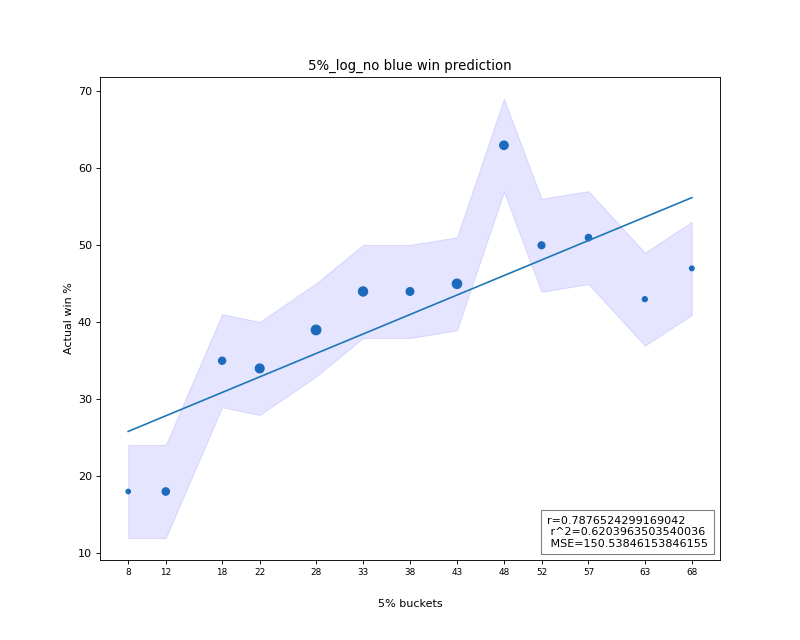 5%_log_no blue win prediction
70
60
50
40
30
20
10
Actual win %
8 12 18 22 28 33 38 43 48 52 57 63 68
5% buckets
r=0.7876524299169042
r^2=0.6203963503540036
MSE=150.53846153846155